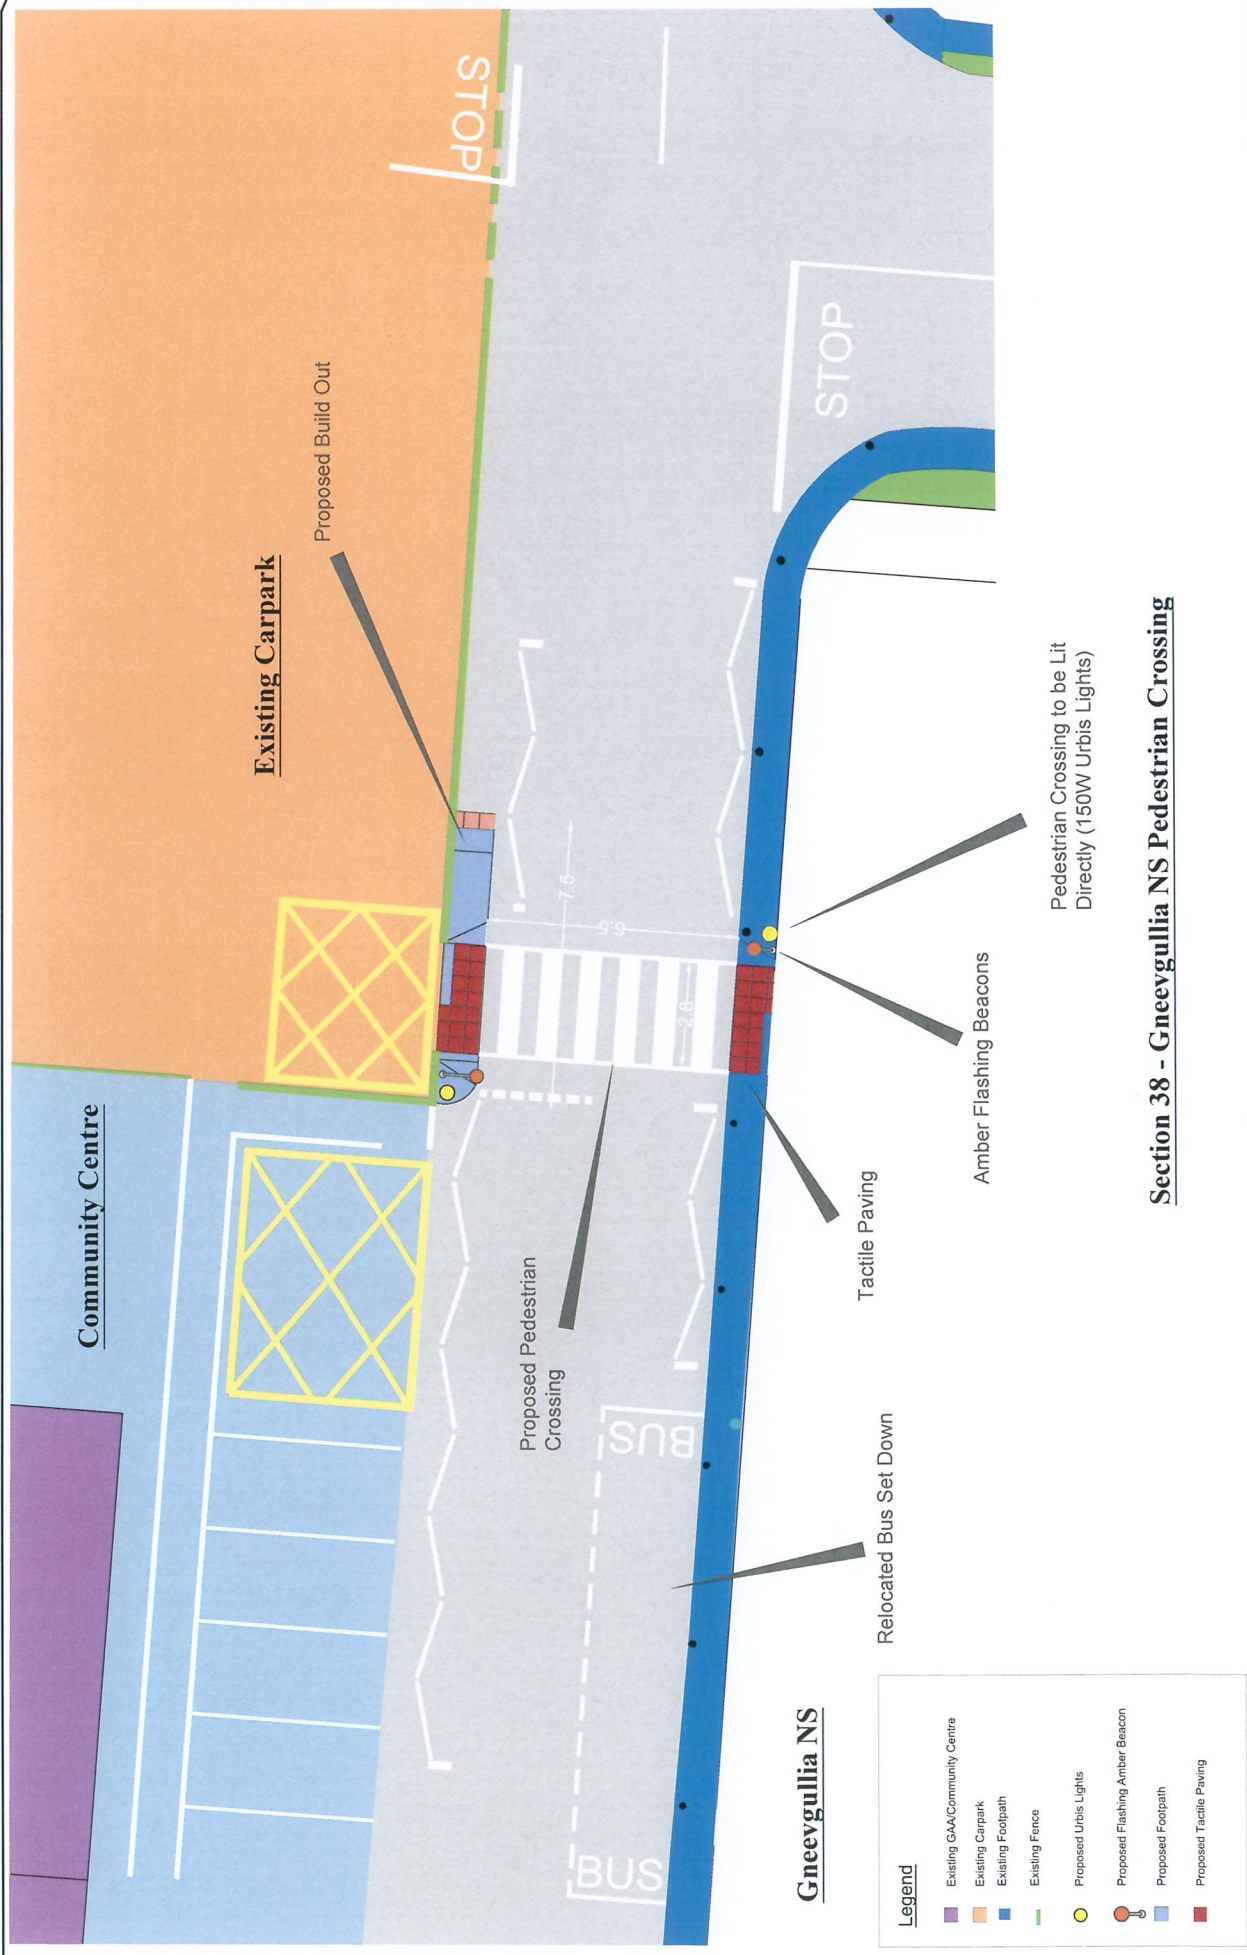 Community Centre
Existing Carpark
Proposed Build Out
STOP
STOP
7.5
6.5
2.8
Proposed Pedestrian
Crossing
BUS
BUS
Relocated Bus Set Down
Tactile Paving
Amber Flashing Beacons
Pedestrian Crossing to be Lit
Directly (150W Urbis Lights)
Gneevgullia NS
Section 38 - Gneevgullia NS Pedestrian Crossing
Legend
Existing GAA/Community Centre
Existing Carpark
Existing Footpath
Existing Fence
Proposed Urbis Lights
Proposed Flashing Amber Beacon
Proposed Footpath
Proposed Tactile Paving